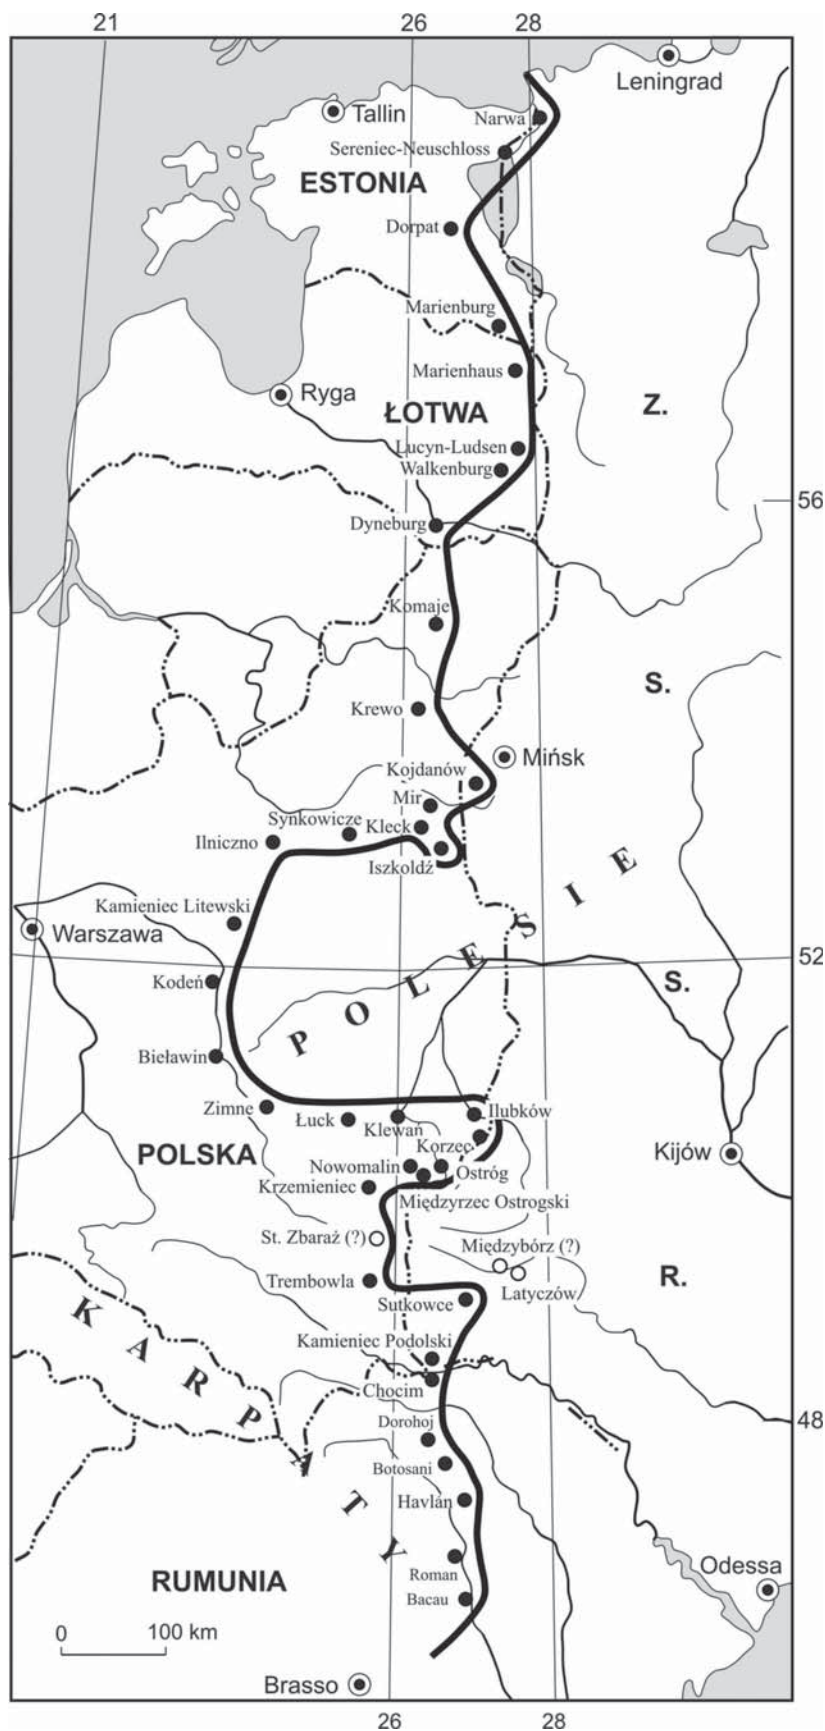 21 26 28
Leningrad
Tallin
Narwa
Sereniec-Neuschloss
ESTONIA
Dorpat
Marienburg
Marienhaus
Ryga
ŁOTWA
Z.
Lucyn-Ludsen
Walkenburg
56
Dyneburg
Komaje
S.
Krewo
Mińsk
Kojdanów
Mir
Synkowicze
Kleck
Ilniczno
Iszkoldź
Kamieniec Litewski
Warszawa
POLESIE
52
Kodeń
S.
Bieławin
Zimne
Ilubków
Łuck
Klewań
Korzec
POLSKA
Kijów
Nowomalin
Ostróg
Krzemieniec
Międzyrzec Ostrogski
St. Zbaraż (?)
Międzybórz (?)
Trembowla
Latyczów
R.
Sutkowce
KARPATY
Kamieniec Podolski
Chocim
48
Dorohoj
Botosani
Havlán
Odessa
Roman
RUMUNIA
Bacau
0 100 km
Brasso
26 28